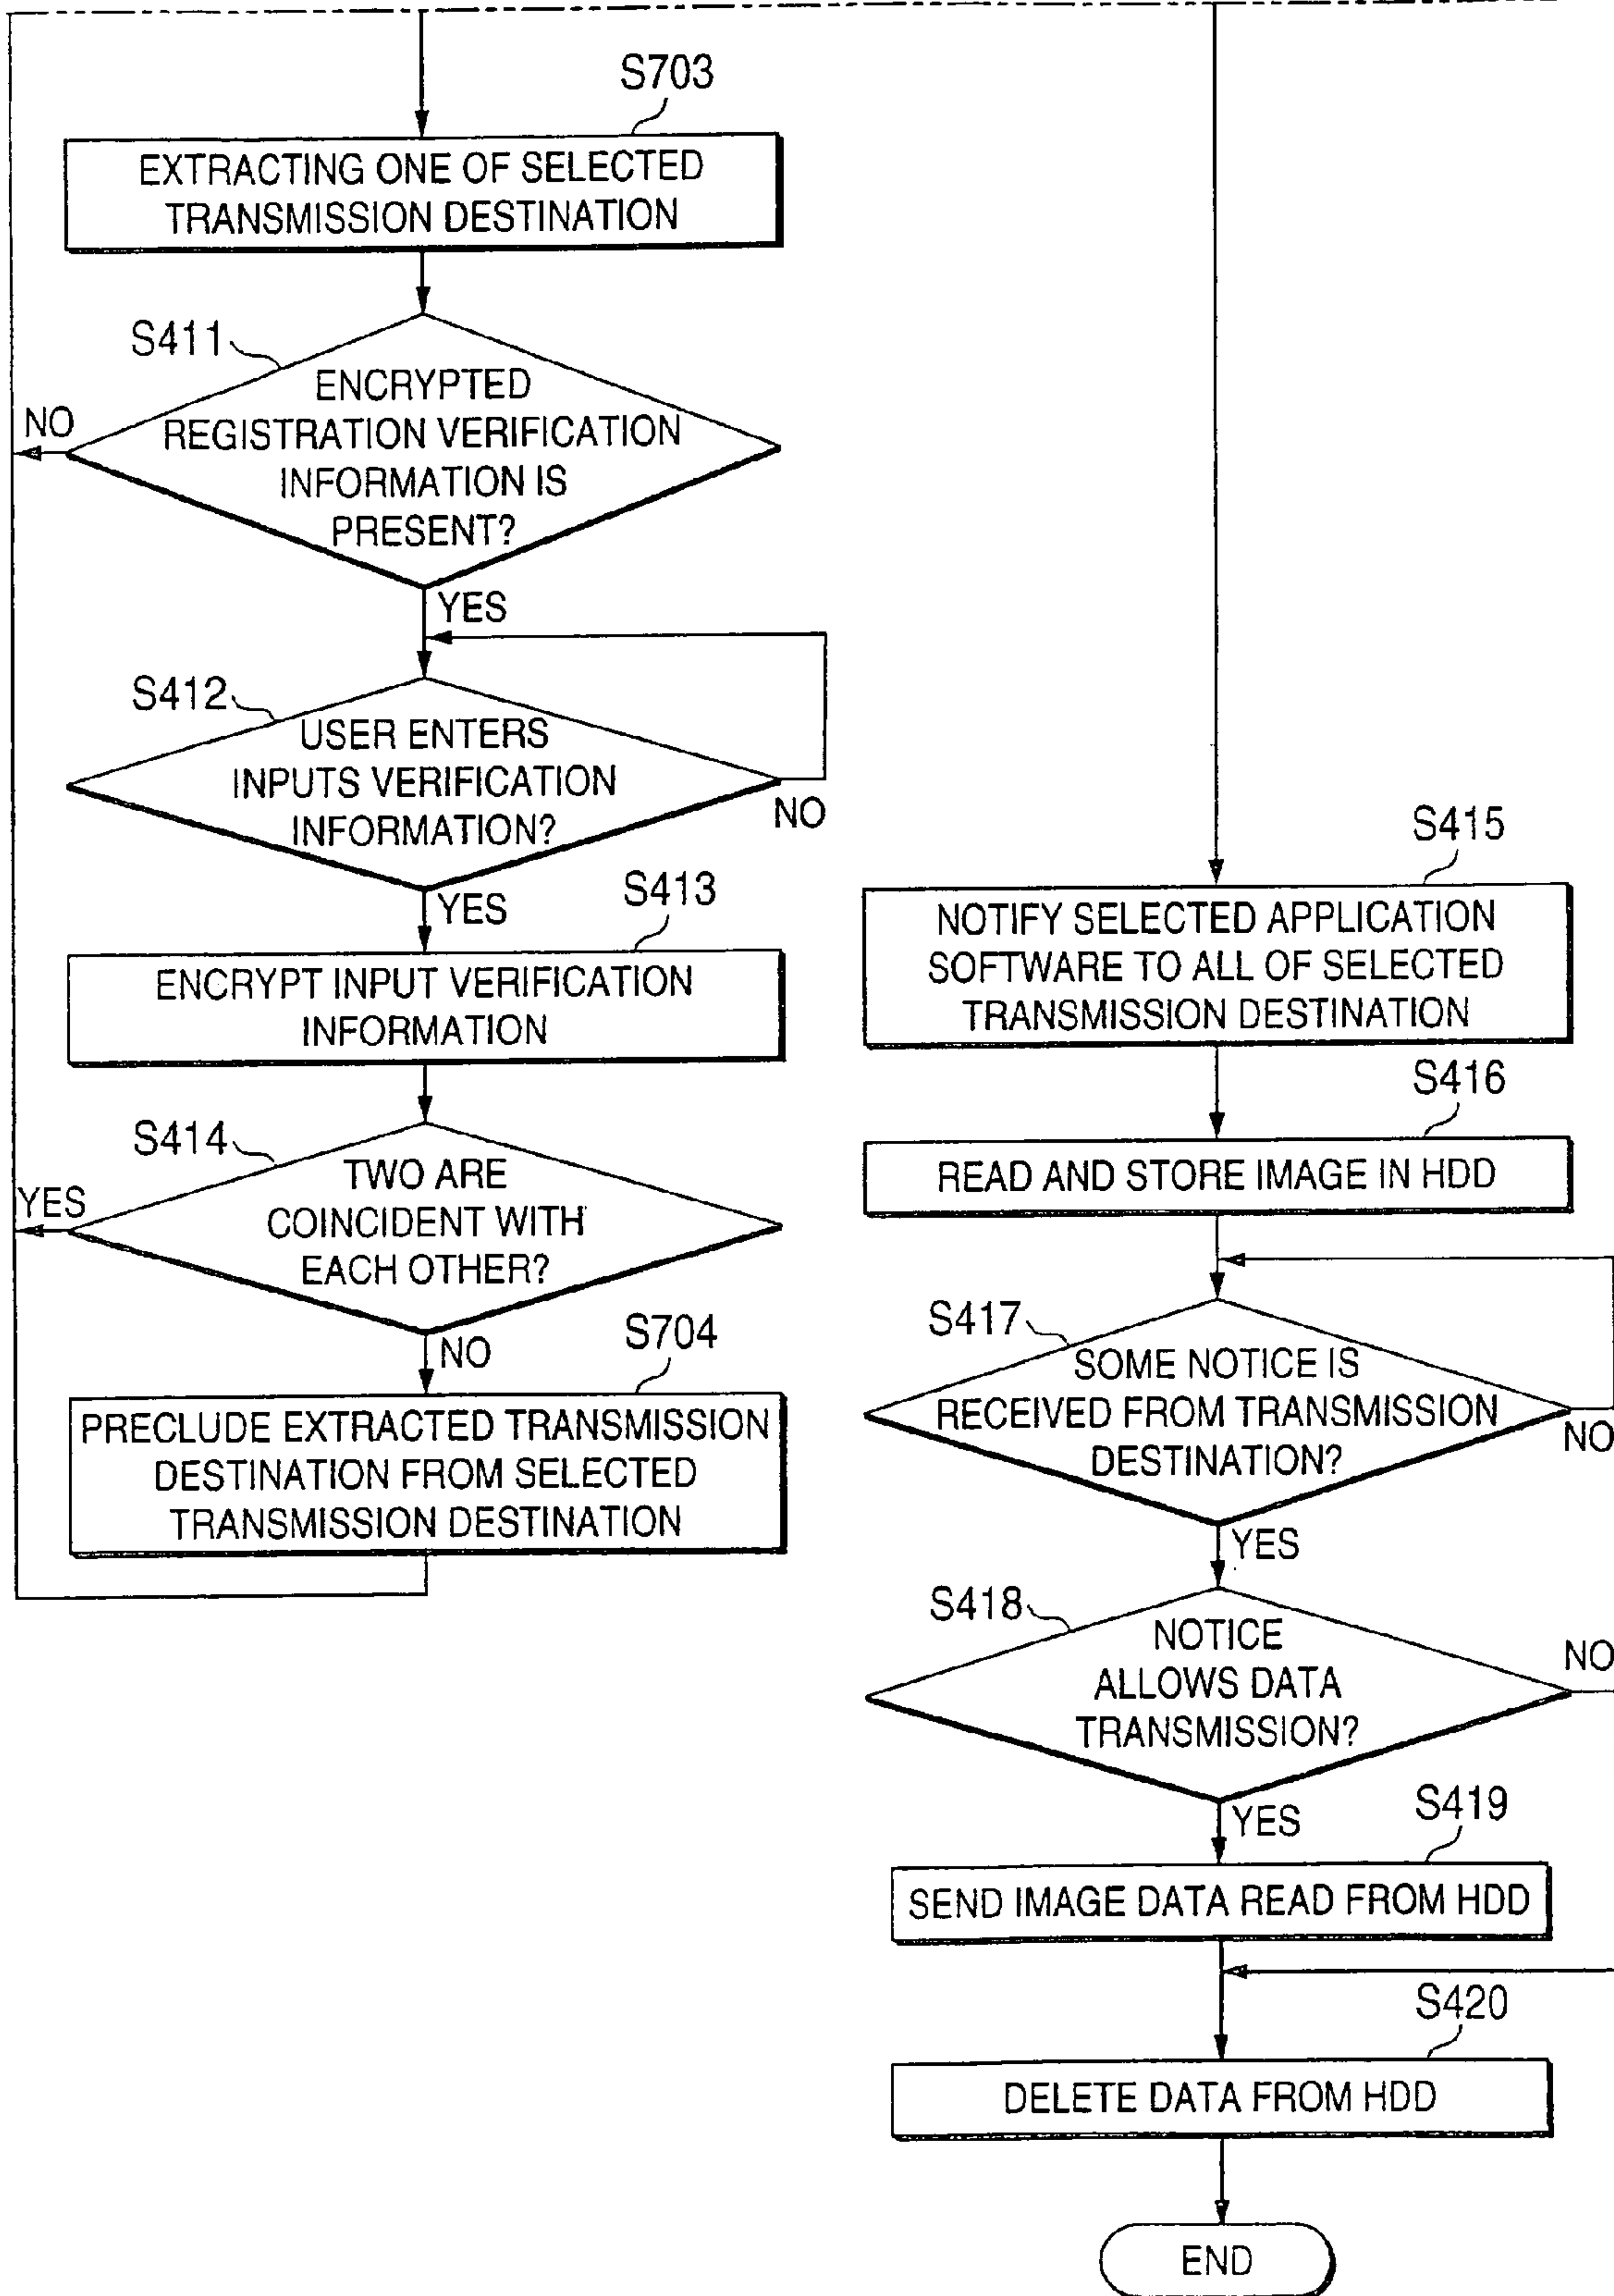 S703
EXTRACTING ONE OF SELECTED
TRANSMISSION DESTINATION
S411
ENCRYPTED
REGISTRATION VERIFICATION
INFORMATION IS
PRESENT?
NO
YES
S412
USER ENTERS
INPUTS VERIFICATION
INFORMATION?
NO
YES
S413
ENCRYPT INPUT VERIFICATION
INFORMATION
S414
TWO ARE
COINCIDENT WITH
EACH OTHER?
YES
NO
S704
PRECLUDE EXTRACTED TRANSMISSION
DESTINATION FROM SELECTED
TRANSMISSION DESTINATION
S415
NOTIFY SELECTED APPLICATION
SOFTWARE TO ALL OF SELECTED
TRANSMISSION DESTINATION
S416
READ AND STORE IMAGE IN HDD
S417
SOME NOTICE IS
RECEIVED FROM TRANSMISSION
DESTINATION?
NO
YES
S418
NOTICE
ALLOWS DATA
TRANSMISSION?
NO
YES
S419
SEND IMAGE DATA READ FROM HDD
S420
DELETE DATA FROM HDD
END